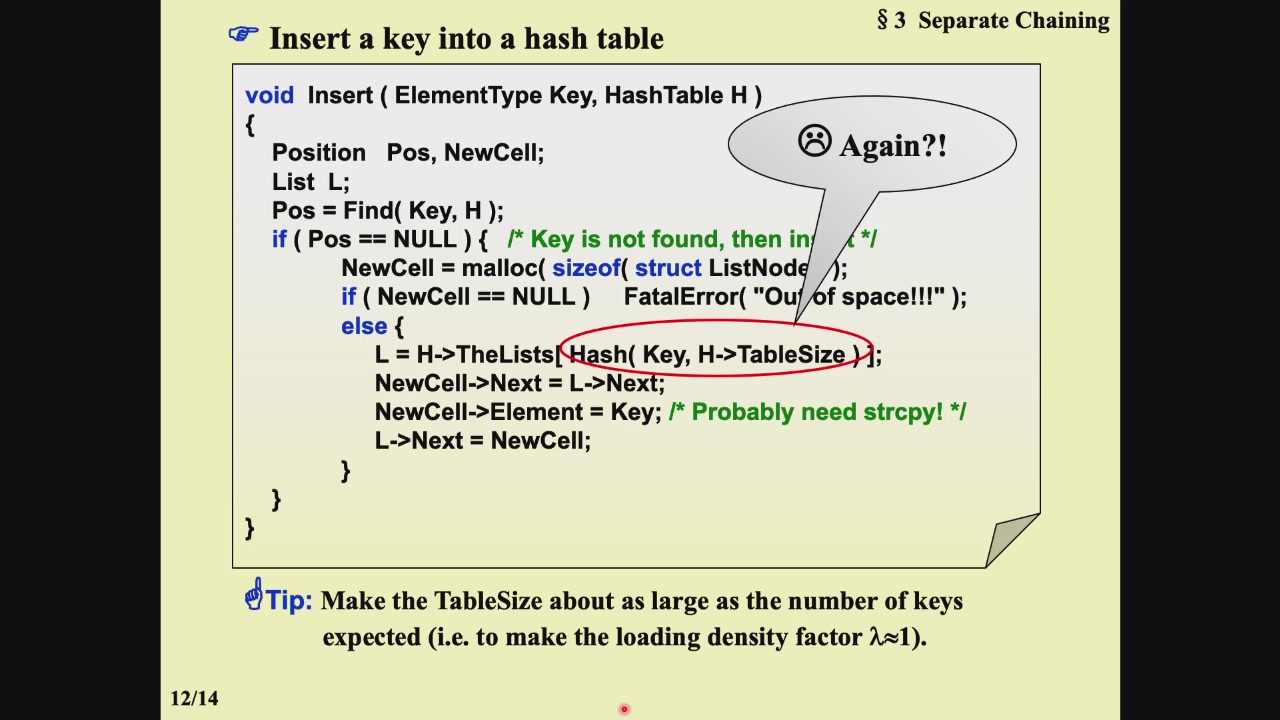 § 3 Separate Chaining
☞ Insert a key into a hash table
void Insert ( ElementType Key, HashTable H )
{
☹ Again?!
Position Pos, NewCell;
List L;
Pos = Find( Key, H );
if ( Pos == NULL ) { /* Key is not found, then */
NewCell = malloc( sizeof( struct ListNode );
if ( NewCell == NULL ) FatalError( "Out of space!!!" );
else {
L = H->TheLists[ Hash( Key, H->TableSize ) ];
NewCell->Next = L->Next;
NewCell->Element = Key; /* Probably need strcpy! */
L->Next = NewCell;
}
}
}
☝Tip: Make the TableSize about as large as the number of keys
expected (i.e. to make the loading density factor λ≈1).
12/14